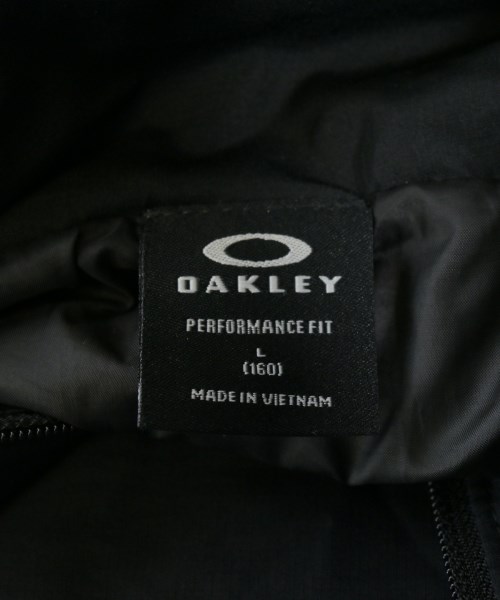 OAKLEY
PERFORMANCE FIT
L
(160)
MADE IN VIETNAM